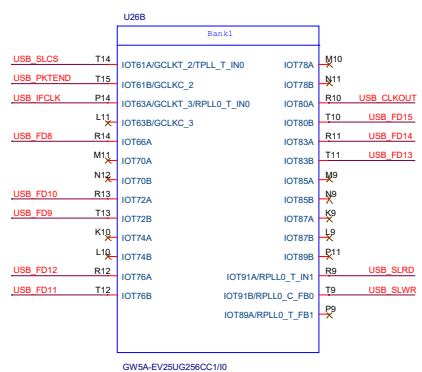 U26B
Bank1
USB_SLCS T14 IOT61A/GCLKT_2/TPLL_T_IN0 IOT78A M10
USB_PKTEND T15 IOT61B/GCLKC_2 IOT78B N11
USB_IFCLK P14 IOT63A/GCLKT_3/RPLL0_T_IN0 IOT80A R10 USB_CLKOUT
L11 IOT63B/GCLKC_3 IOT80B T10 USB_FD15
USB_FD8 R14 IOT66A IOT83A R11 USB_FD14
M11 IOT70A IOT83B T11 USB_FD13
N12 IOT70B IOT85A M9
USB_FD10 R13 IOT72A IOT85B N9
USB_FD9 T13 IOT72B IOT87A K9
K10 IOT74A IOT87B L9
L10 IOT74B IOT89B P11
USB_FD12 R12 IOT76A IOT91A/RPLL0_T_IN1 R9 USB_SLRD
USB_FD11 T12 IOT76B IOT91B/RPLL0_C_FB0 T9 USB_SLWR
IOT89A/RPLL0_T_FB1 P9
GW5A-EV25UG256CC1/I0